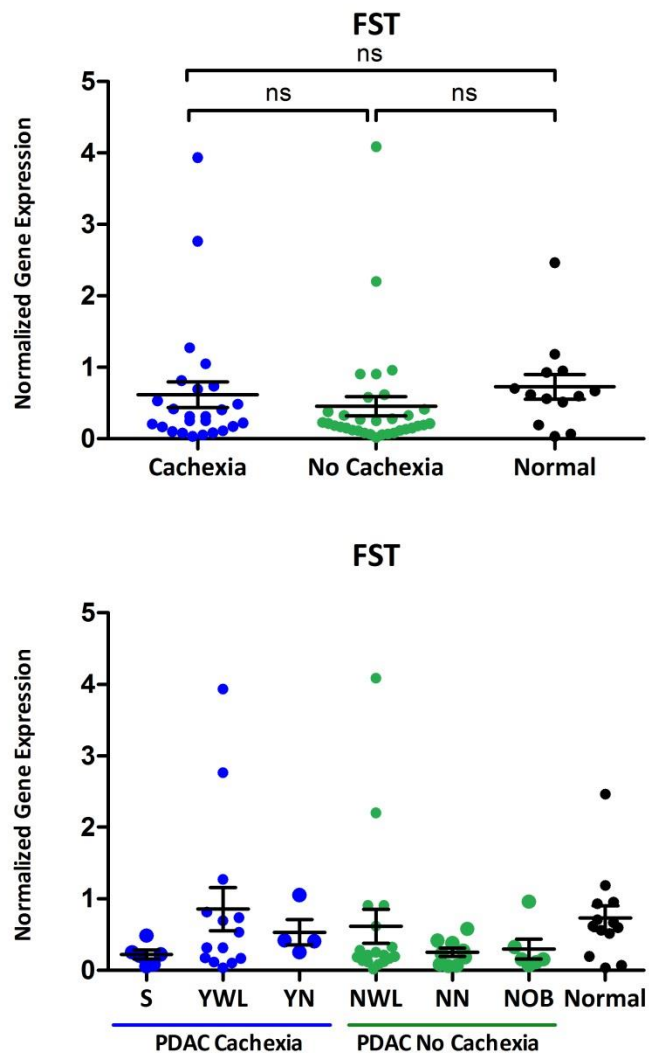 FST
ns
ns ns
5
4
3
2
1
0
Normalized Gene Expression
Cachexia No Cachexia Normal
FST
5
4
3
2
1
0
Normalized Gene Expression
S YWL YN NWL NN NOB Normal
PDAC Cachexia PDAC No Cachexia